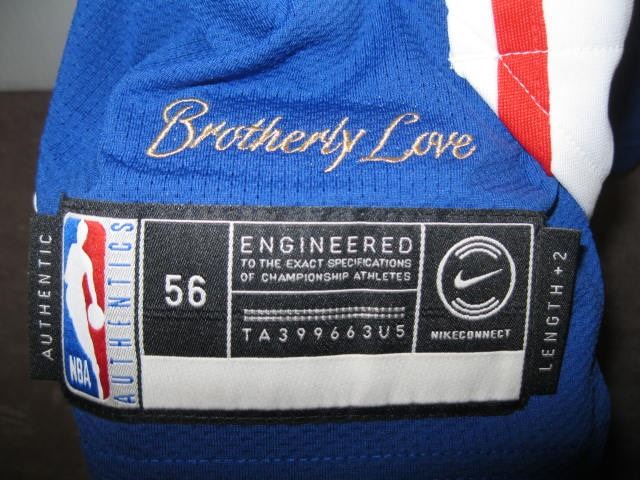 Brotherly Love
AUTHENTIC
NBA
AUTHENTICS
56
ENGINEERED
TO THE EXACT SPECIFICATIONS
OF CHAMPIONSHIP ATHLETES
TA399663U5
NIKECONNECT
LENGTH +2